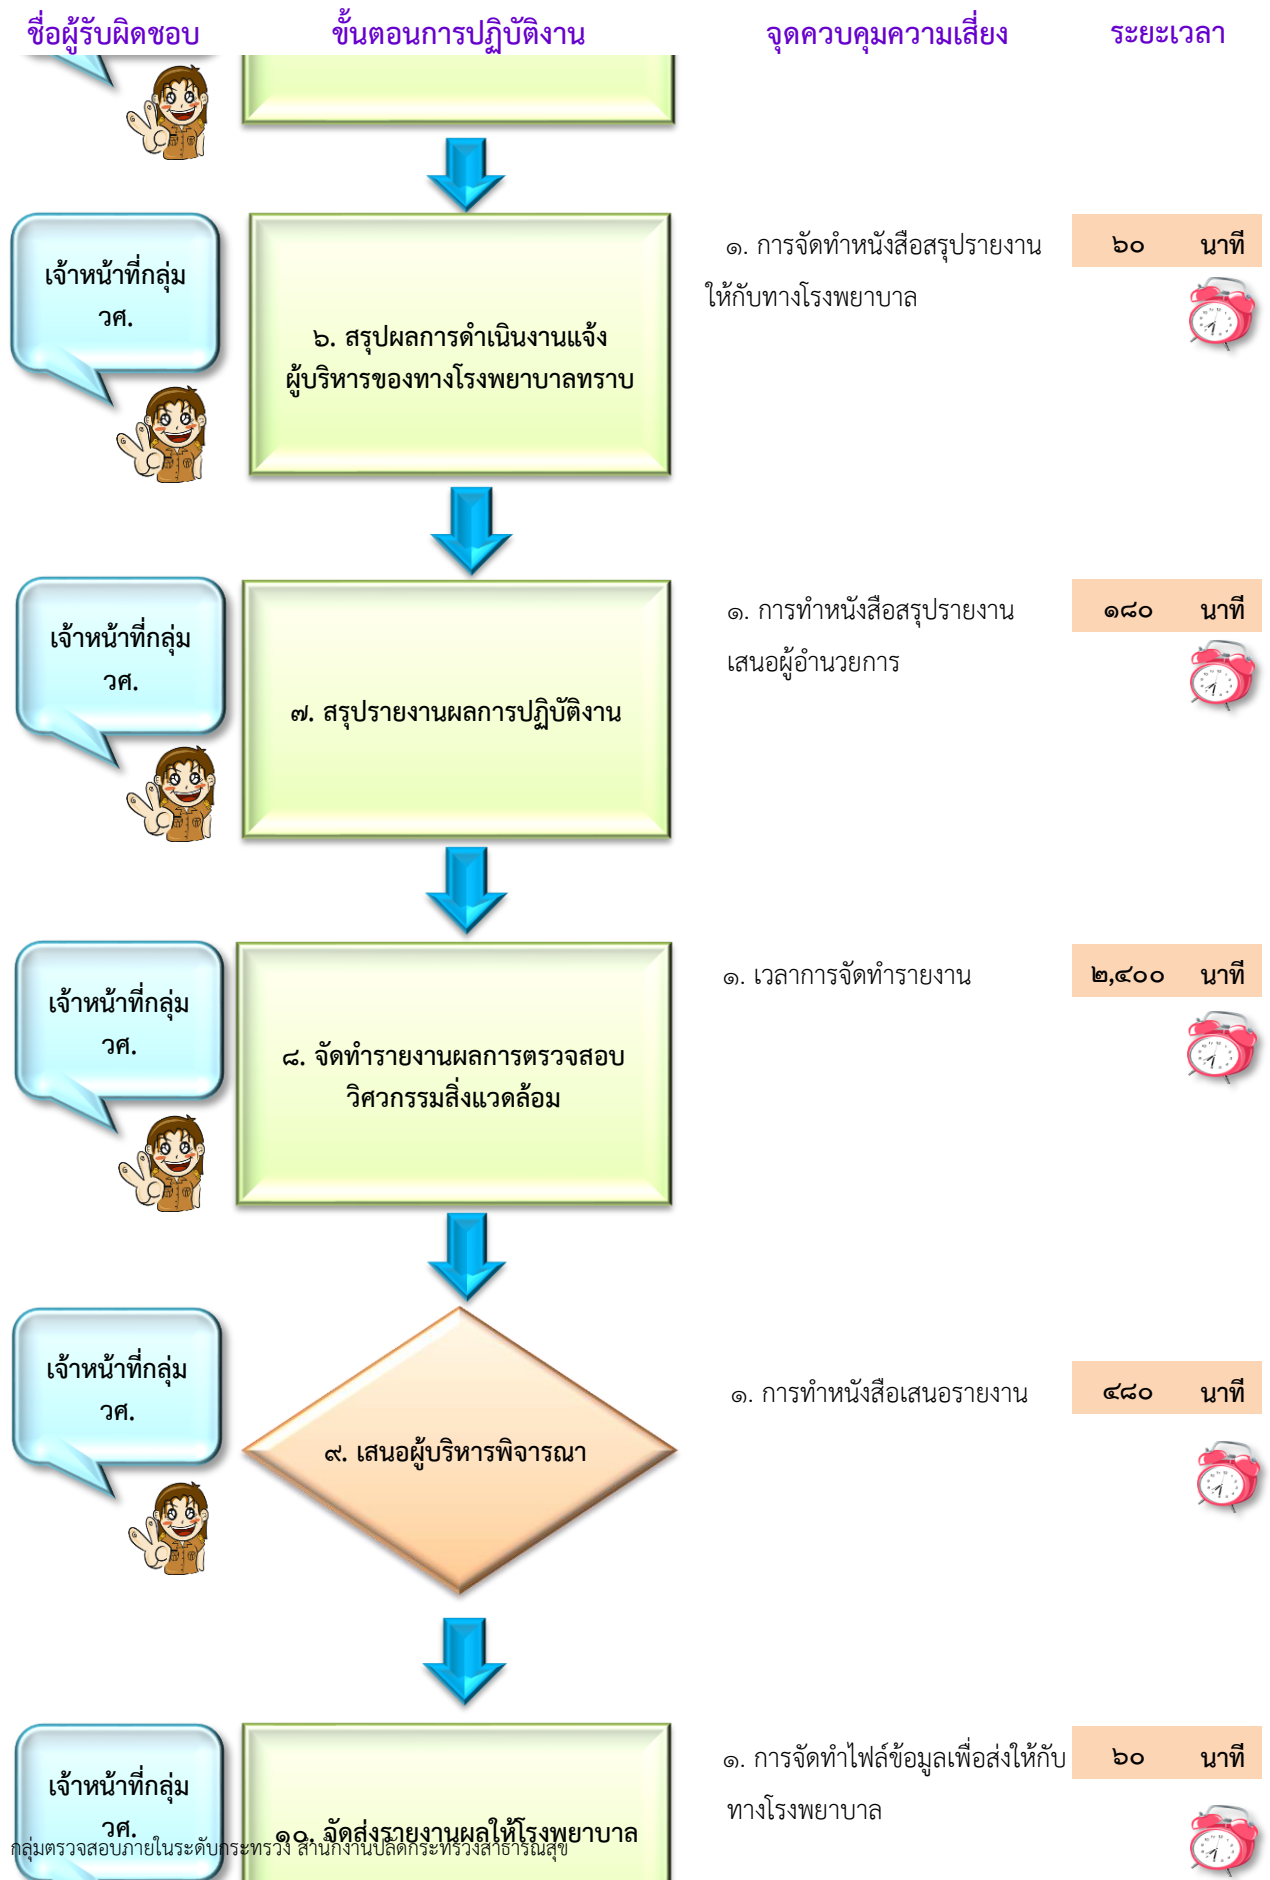 ชื่อผู้รับผิดชอบ ขั้นตอนการปฏิบัติงาน จุดควบคุมความเสี่ยง ระยะเวลา
เจ้าหน้าที่กลุ่ม
วศ.
๖. สรุปผลการดำเนินงานแจ้ง
ผู้บริหารของทางโรงพยาบาลทราบ
๑. การจัดทำหนังสือสรุปรายงาน
ให้กับทางโรงพยาบาล
๖๐ นาที
เจ้าหน้าที่กลุ่ม
วศ.
๗. สรุปรายงานผลการปฏิบัติงาน
๑. การทำหนังสือสรุปรายงาน
เสนอผู้อำนวยการ
๑๘๐ นาที
เจ้าหน้าที่กลุ่ม
วศ.
๘. จัดทำรายงานผลการตรวจสอบ
วิศวกรรมสิ่งแวดล้อม
๑. เวลาการจัดทำรายงาน
๒,๔๐๐ นาที
เจ้าหน้าที่กลุ่ม
วศ.
๙. เสนอผู้บริหารพิจารณา
๑. การทำหนังสือเสนอรายงาน
๔๘๐ นาที
เจ้าหน้าที่กลุ่ม
วศ.
๑๐. จัดส่งรายงานผลให้โรงพยาบาล
๑. การจัดทำไฟล์ข้อมูลเพื่อส่งให้กับ
ทางโรงพยาบาล
๖๐ นาที
กลุ่มตรวจสอบภายในระดับกระทรวง สำนักงานปลัดกระทรวงสาธารณสุข